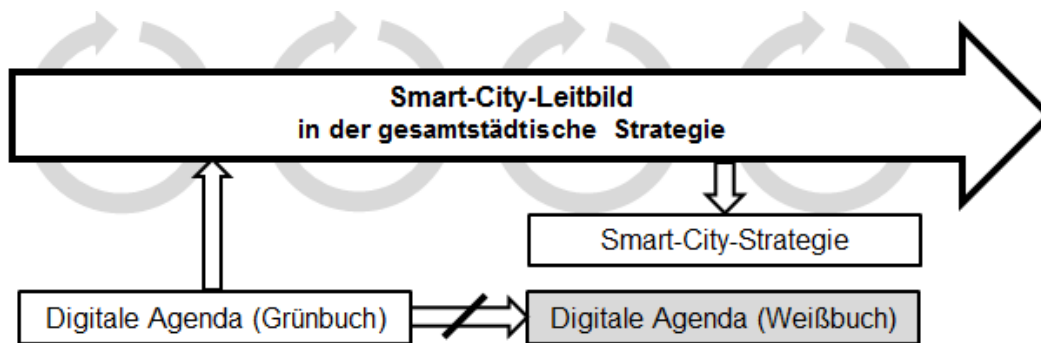 Smart-City-Leitbild
in der gesamtstädtische Strategie
Smart-City-Strategie
Digitale Agenda (Grünbuch)
Digitale Agenda (Weißbuch)